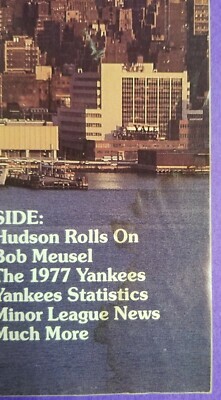 SIDE:
Hudson Rolls On
Bob Meusel
The 1977 Yankees
Yankees Statistics
Minor League News
Much More